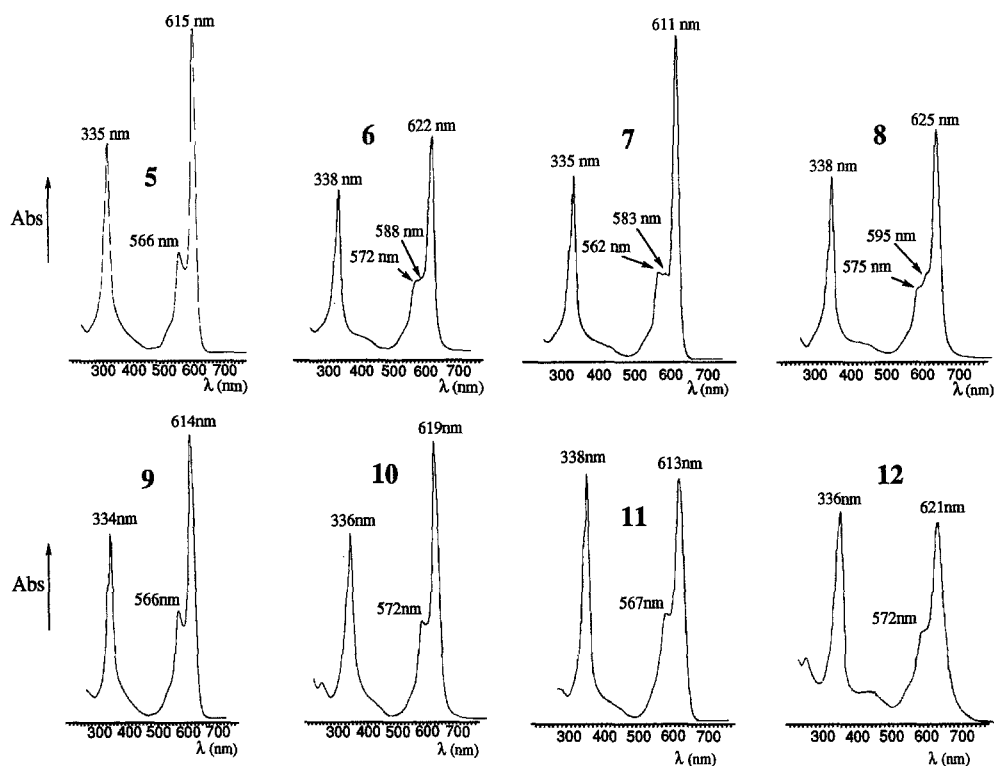 615 nm
335 nm
5
566 nm
Abs
300 400 500 600 700
λ (nm)
6
622 nm
338 nm
588 nm
572 nm
300 400 500 600 700
λ (nm)
611 nm
7
335 nm
583 nm
562 nm
300 400 500 600 700
λ (nm)
8
625 nm
338 nm
595 nm
575 nm
300 400 500 600 700
λ (nm)
614nm
9
334nm
566nm
Abs
300 400 500 600 700
λ (nm)
619nm
10
336nm
572nm
300 400 500 600 700
λ (nm)
338nm
613nm
11
567nm
300 400 500 600 700
λ (nm)
12
336nm
621nm
572nm
300 400 500 600 700
λ (nm)